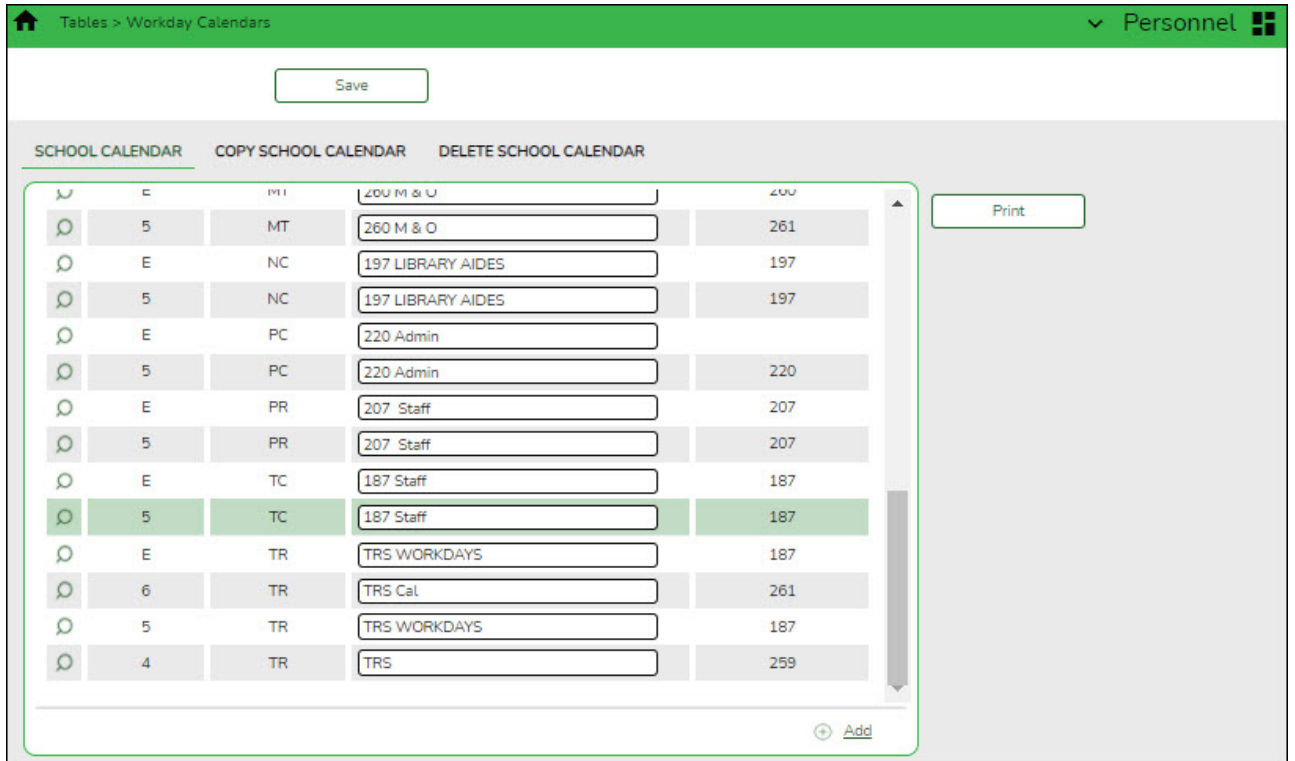 Tables > Workday Calendars Personnel
Save
SCHOOL CALENDAR COPY SCHOOL CALENDAR DELETE SCHOOL CALENDAR
E MT 260 M & O 260
Print
5 MT 260 M & O 261
E NC 197 LIBRARY AIDES 197
5 NC 197 LIBRARY AIDES 197
E PC 220 Admin
5 PC 220 Admin 220
E PR 207 Staff 207
5 PR 207 Staff 207
E TC 187 Staff 187
5 TC 187 Staff 187
E TR TRS WORKDAYS 187
6 TR TRS Cal 261
5 TR TRS WORKDAYS 187
4 TR TRS 259
Add